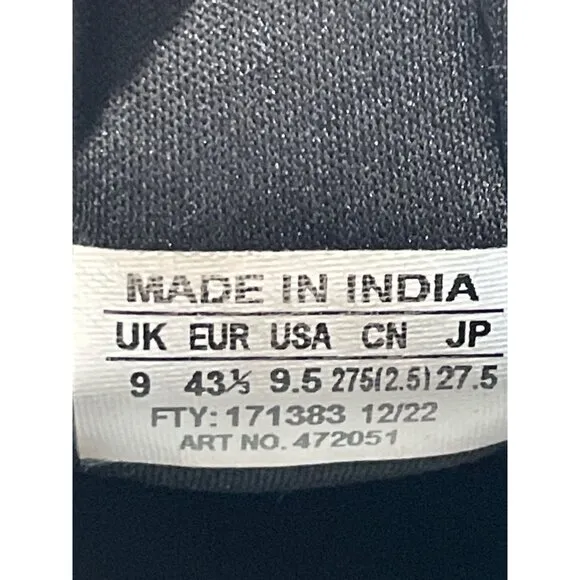 MADE IN INDIA
UK EUR USA CN JP
9 43⅓ 9.5 275(2.5) 27.5
FTY: 171383 12/22
ART NO. 472051